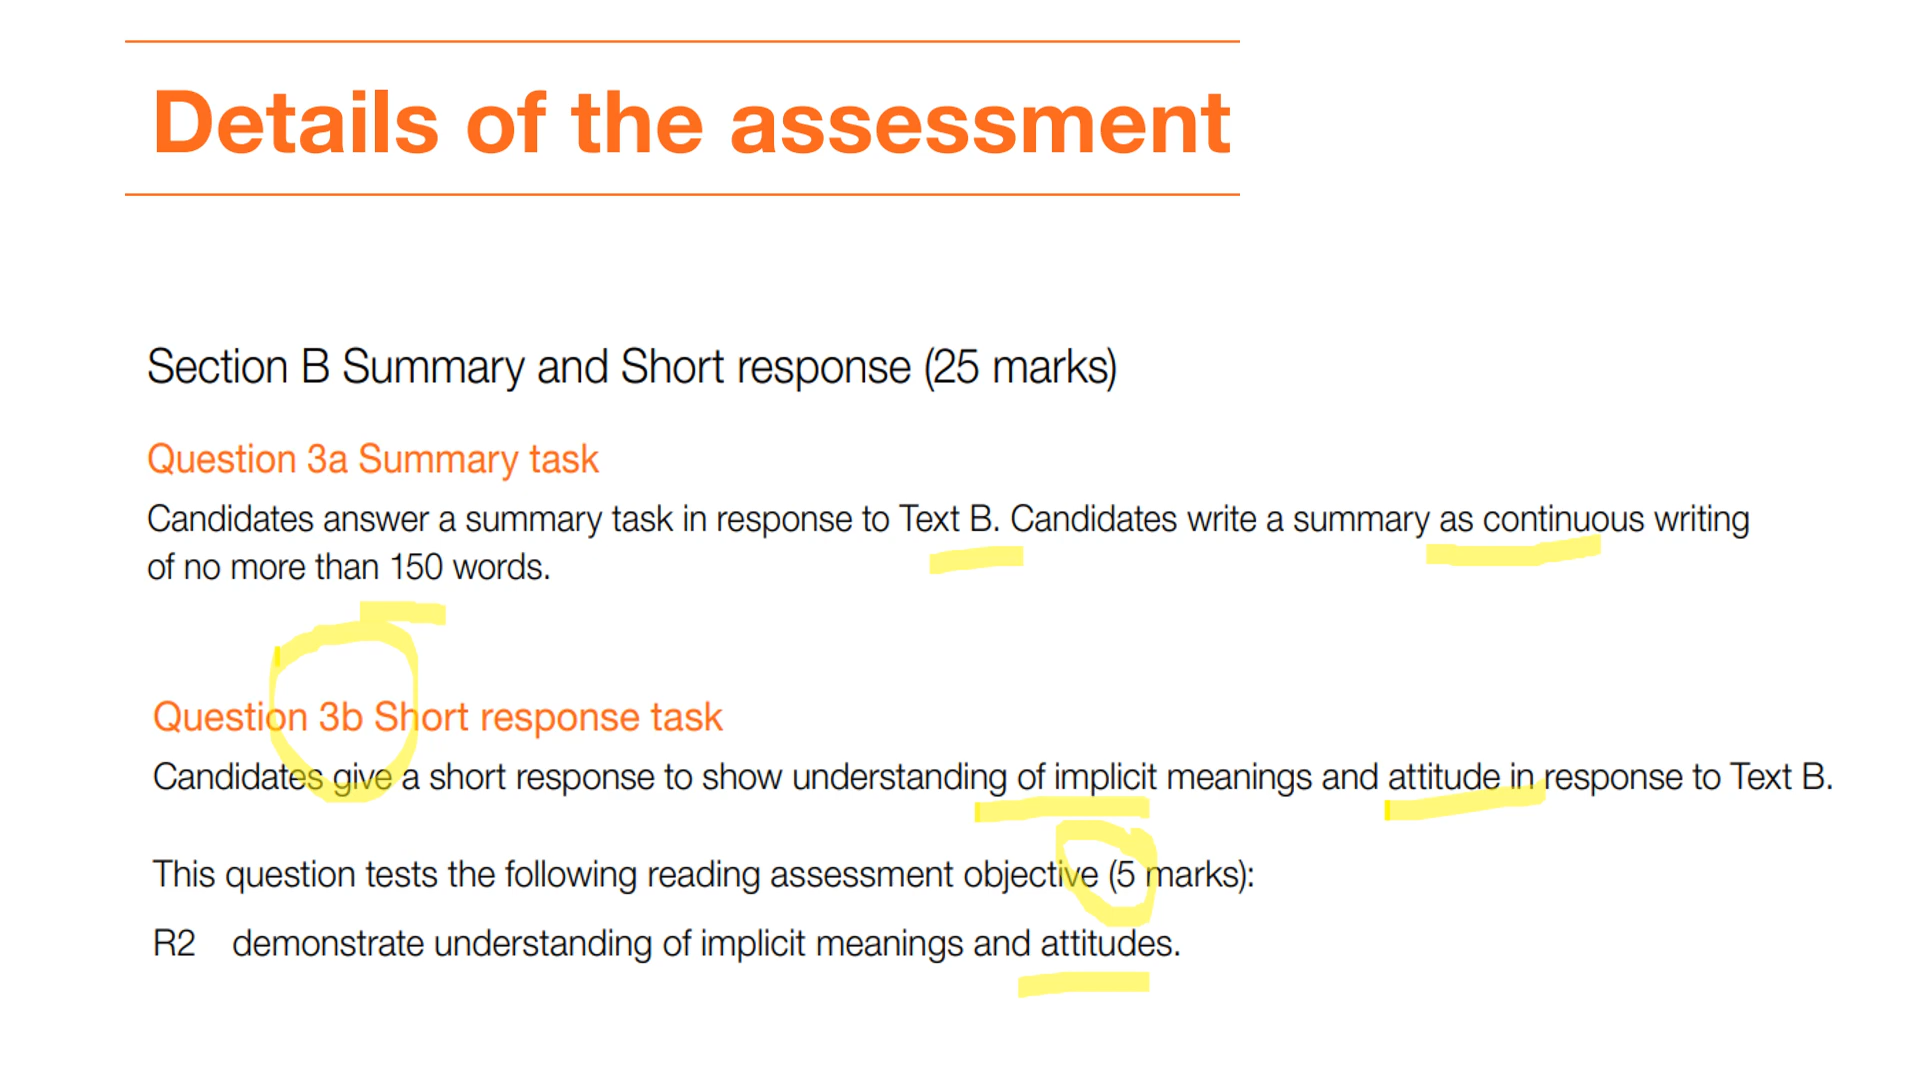 Details of the assessment
Section B Summary and Short response (25 marks)
Question 3a Summary task
Candidates answer a summary task in response to Text B. Candidates write a summary as continuous writing
of no more than 150 words.
Question 3b Short response task
Candidates give a short response to show understanding of implicit meanings and attitude in response to Text B.
This question tests the following reading assessment objective (5 marks):
R2 demonstrate understanding of implicit meanings and attitudes.